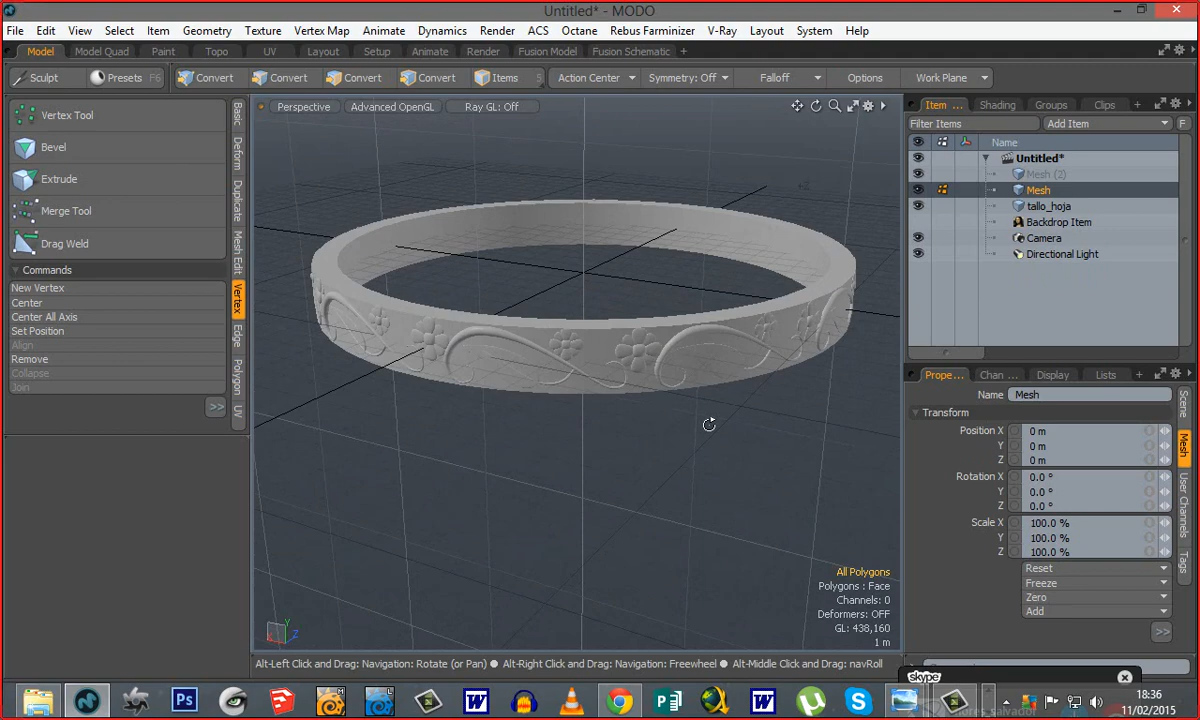 Untitled* - MODO
File Edit View Select Item Geometry Texture Vertex Map Animate Dynamics Render ACS Octane Rebus Farminizer V-Ray Layout System Help
Model Model Quad Paint Topo UV Layout Setup Animate Render Fusion Model Fusion Schematic +
Sculpt Presets F6 Convert Convert Convert Convert Items 5 Action Center Symmetry: Off Falloff Options Work Plane
Vertex Tool
Bevel
Extrude
Merge Tool
Drag Weld
Commands
New Vertex
Center
Center All Axis
Set Position
Align
Remove
Collapse
Join
>>
Basic
Deform
Duplicate
Mesh Edit
Vertex
Edge
Polygon
UV
Perspective Advanced OpenGL Ray GL: Off
All Polygons
Polygons : Face
Channels: 0
Deformers: OFF
GL: 438,160
1 m
Y
Z
Alt-Left Click and Drag: Navigation: Rotate (or Pan) ● Alt-Right Click and Drag: Navigation: Freewheel ● Alt-Middle Click and Drag: navRoll
Item ... Shading Groups Clips +
Filter Items Add Item F
Name
Untitled*
Mesh (2)
Mesh
tallo_hoja
Backdrop Item
Camera
Directional Light
Prope... Chan ... Display Lists +
Name Mesh
Transform
Position X 0 m
Y 0 m
Z 0 m
Rotation X 0.0 °
Y 0.0 °
Z 0.0 °
Scale X 100.0 %
Y 100.0 %
Z 100.0 %
Reset
Freeze
Zero
Add
>>
Scene
Mesh
User Channels
Tags
skype
18:36
11/02/2015